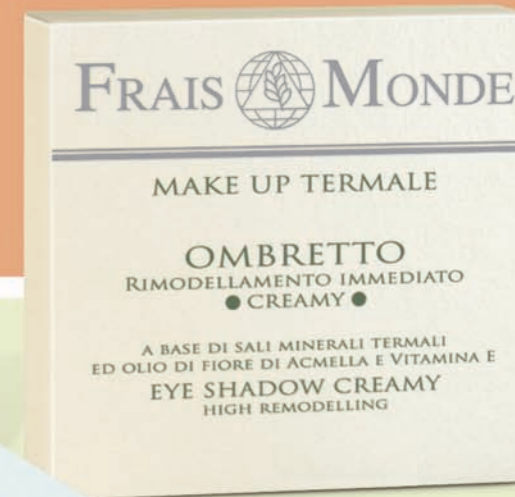 FRAIS MONDE
MAKE UP TERMALE
OMBRETTO
RIMODELLAMENTO IMMEDIATO
● CREAMY ●
A BASE DI SALI MINERALI TERMALI
ED OLIO DI FIORE DI ACMELLA E VITAMINA E
EYE SHADOW CREAMY
HIGH REMODELLING